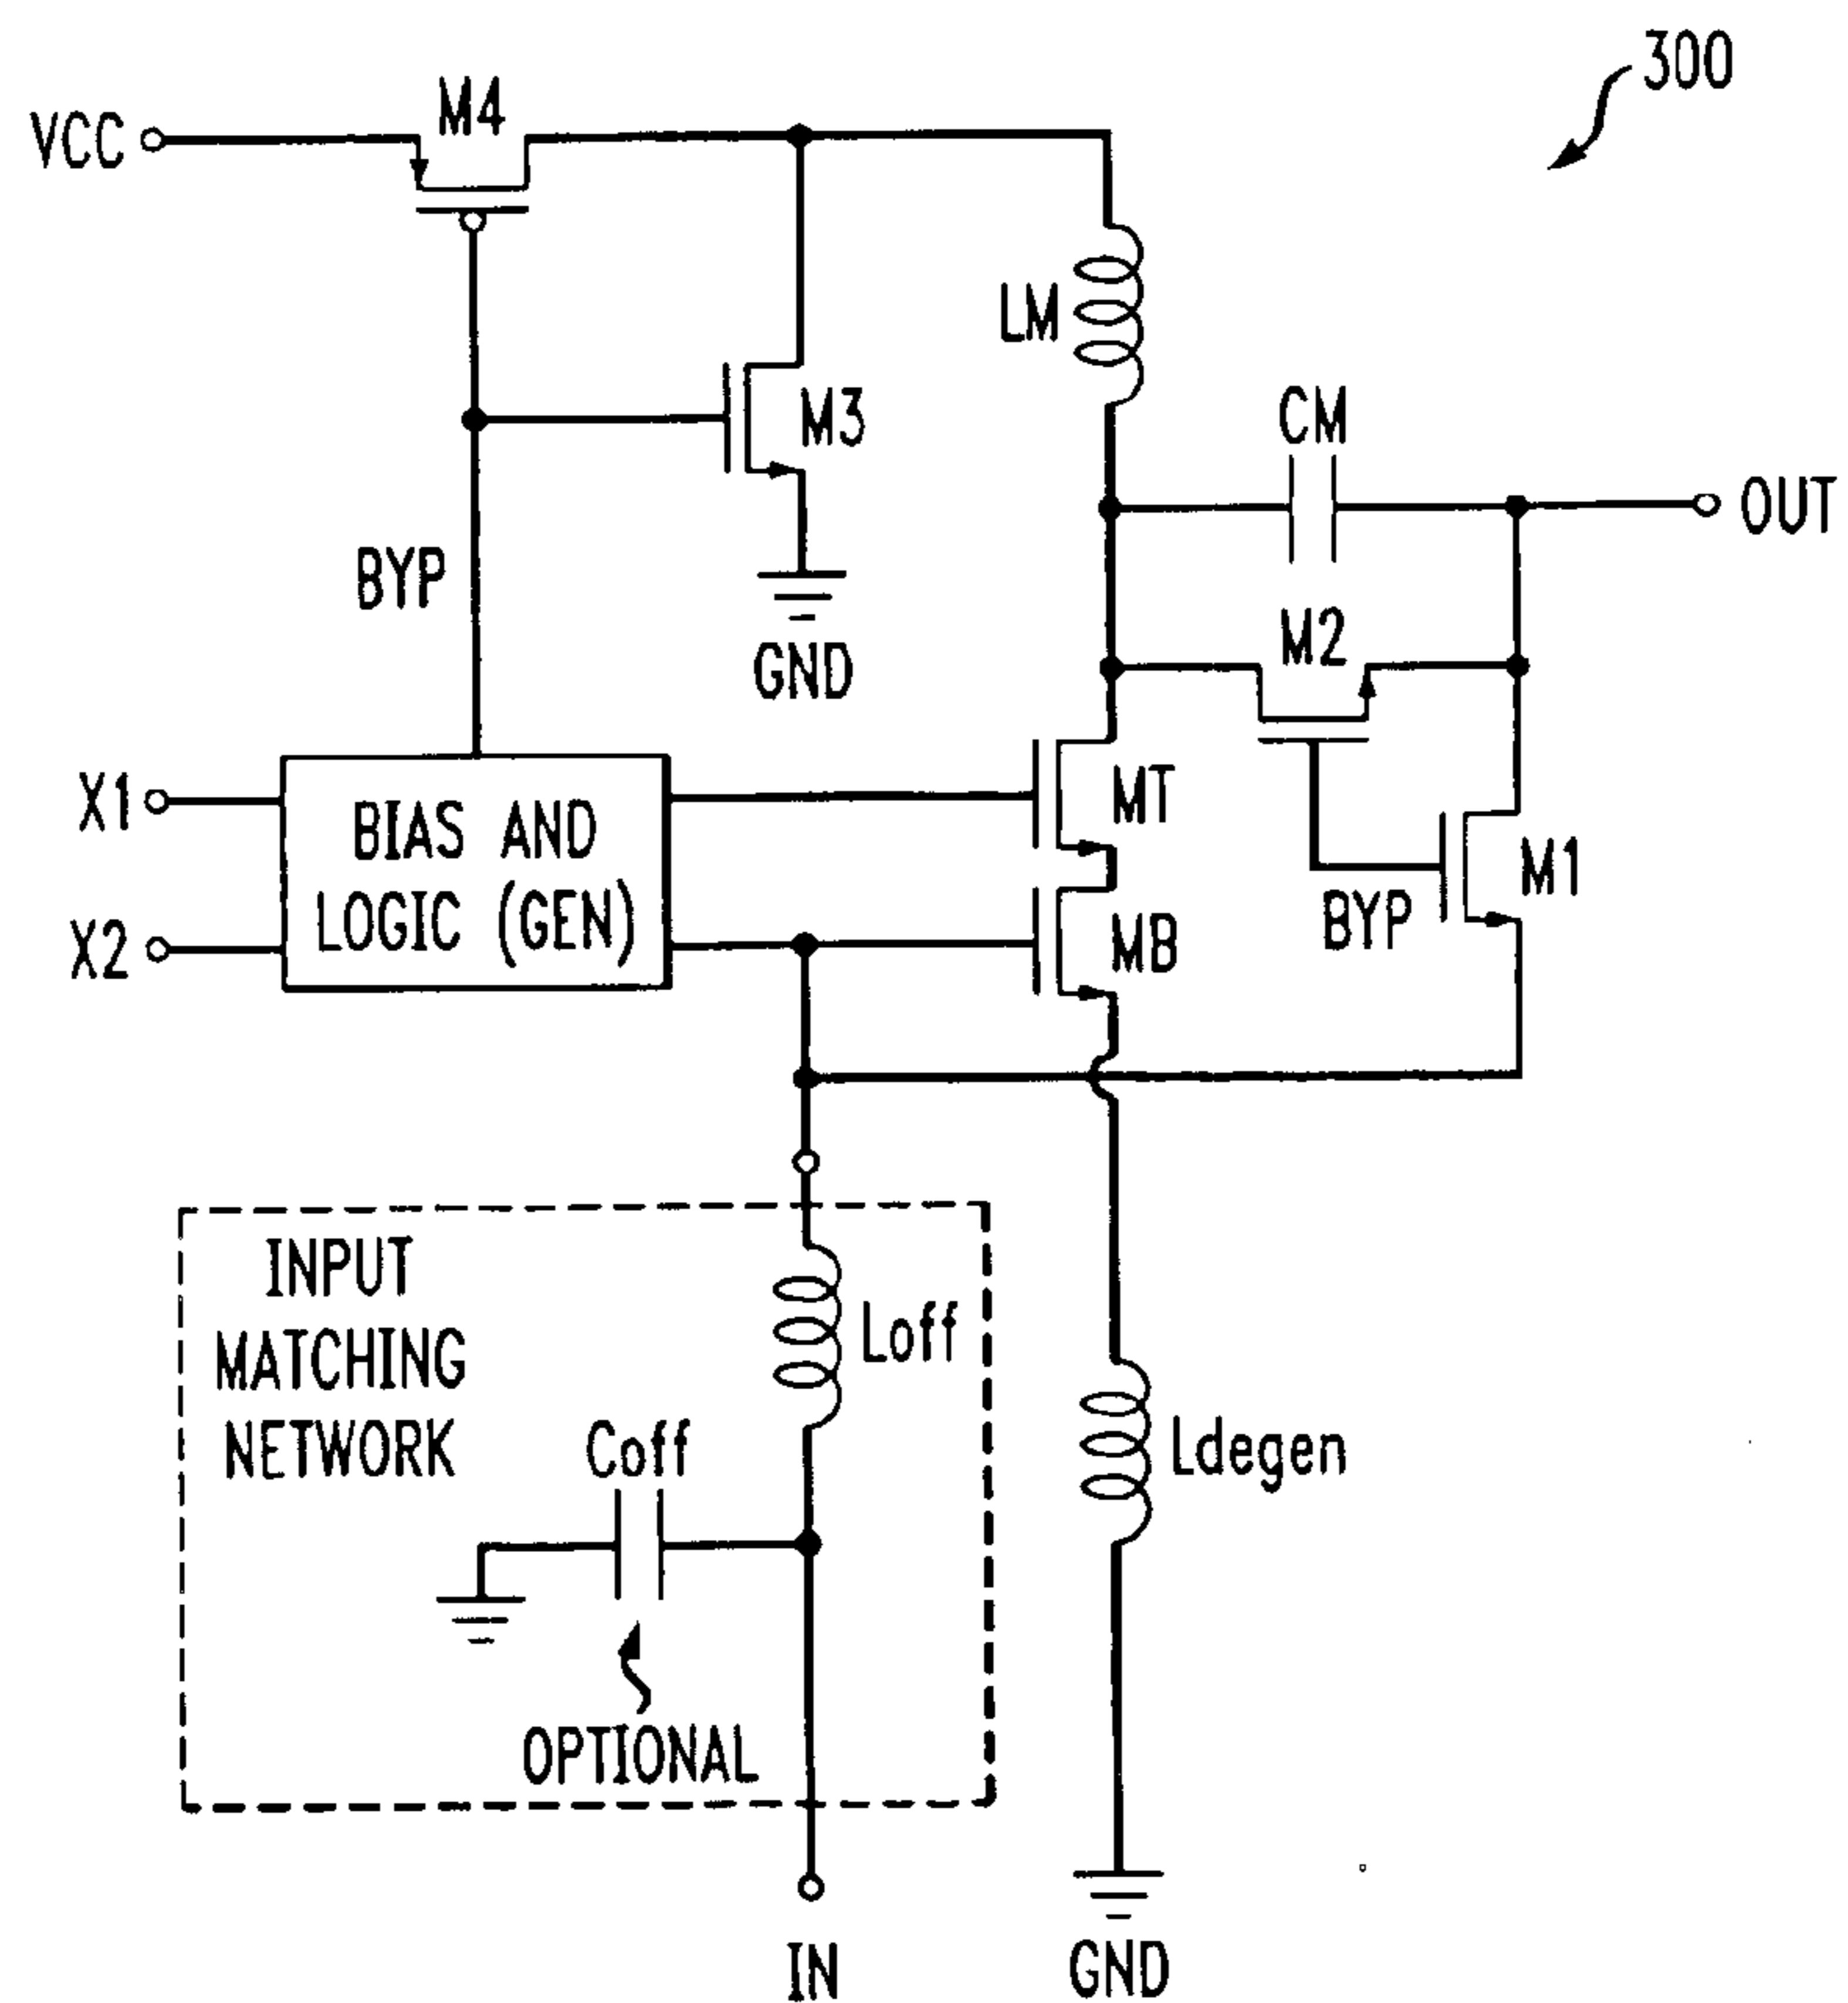 300
M4
VCC
LM
M3
CM
OUT
BYP
M2
GND
X1
BIAS AND
LOGIC (GEN)
MT
M1
BYP
X2
MB
INPUT
MATCHING
NETWORK
Loff
Coff
Ldegen
OPTIONAL
IN
GND